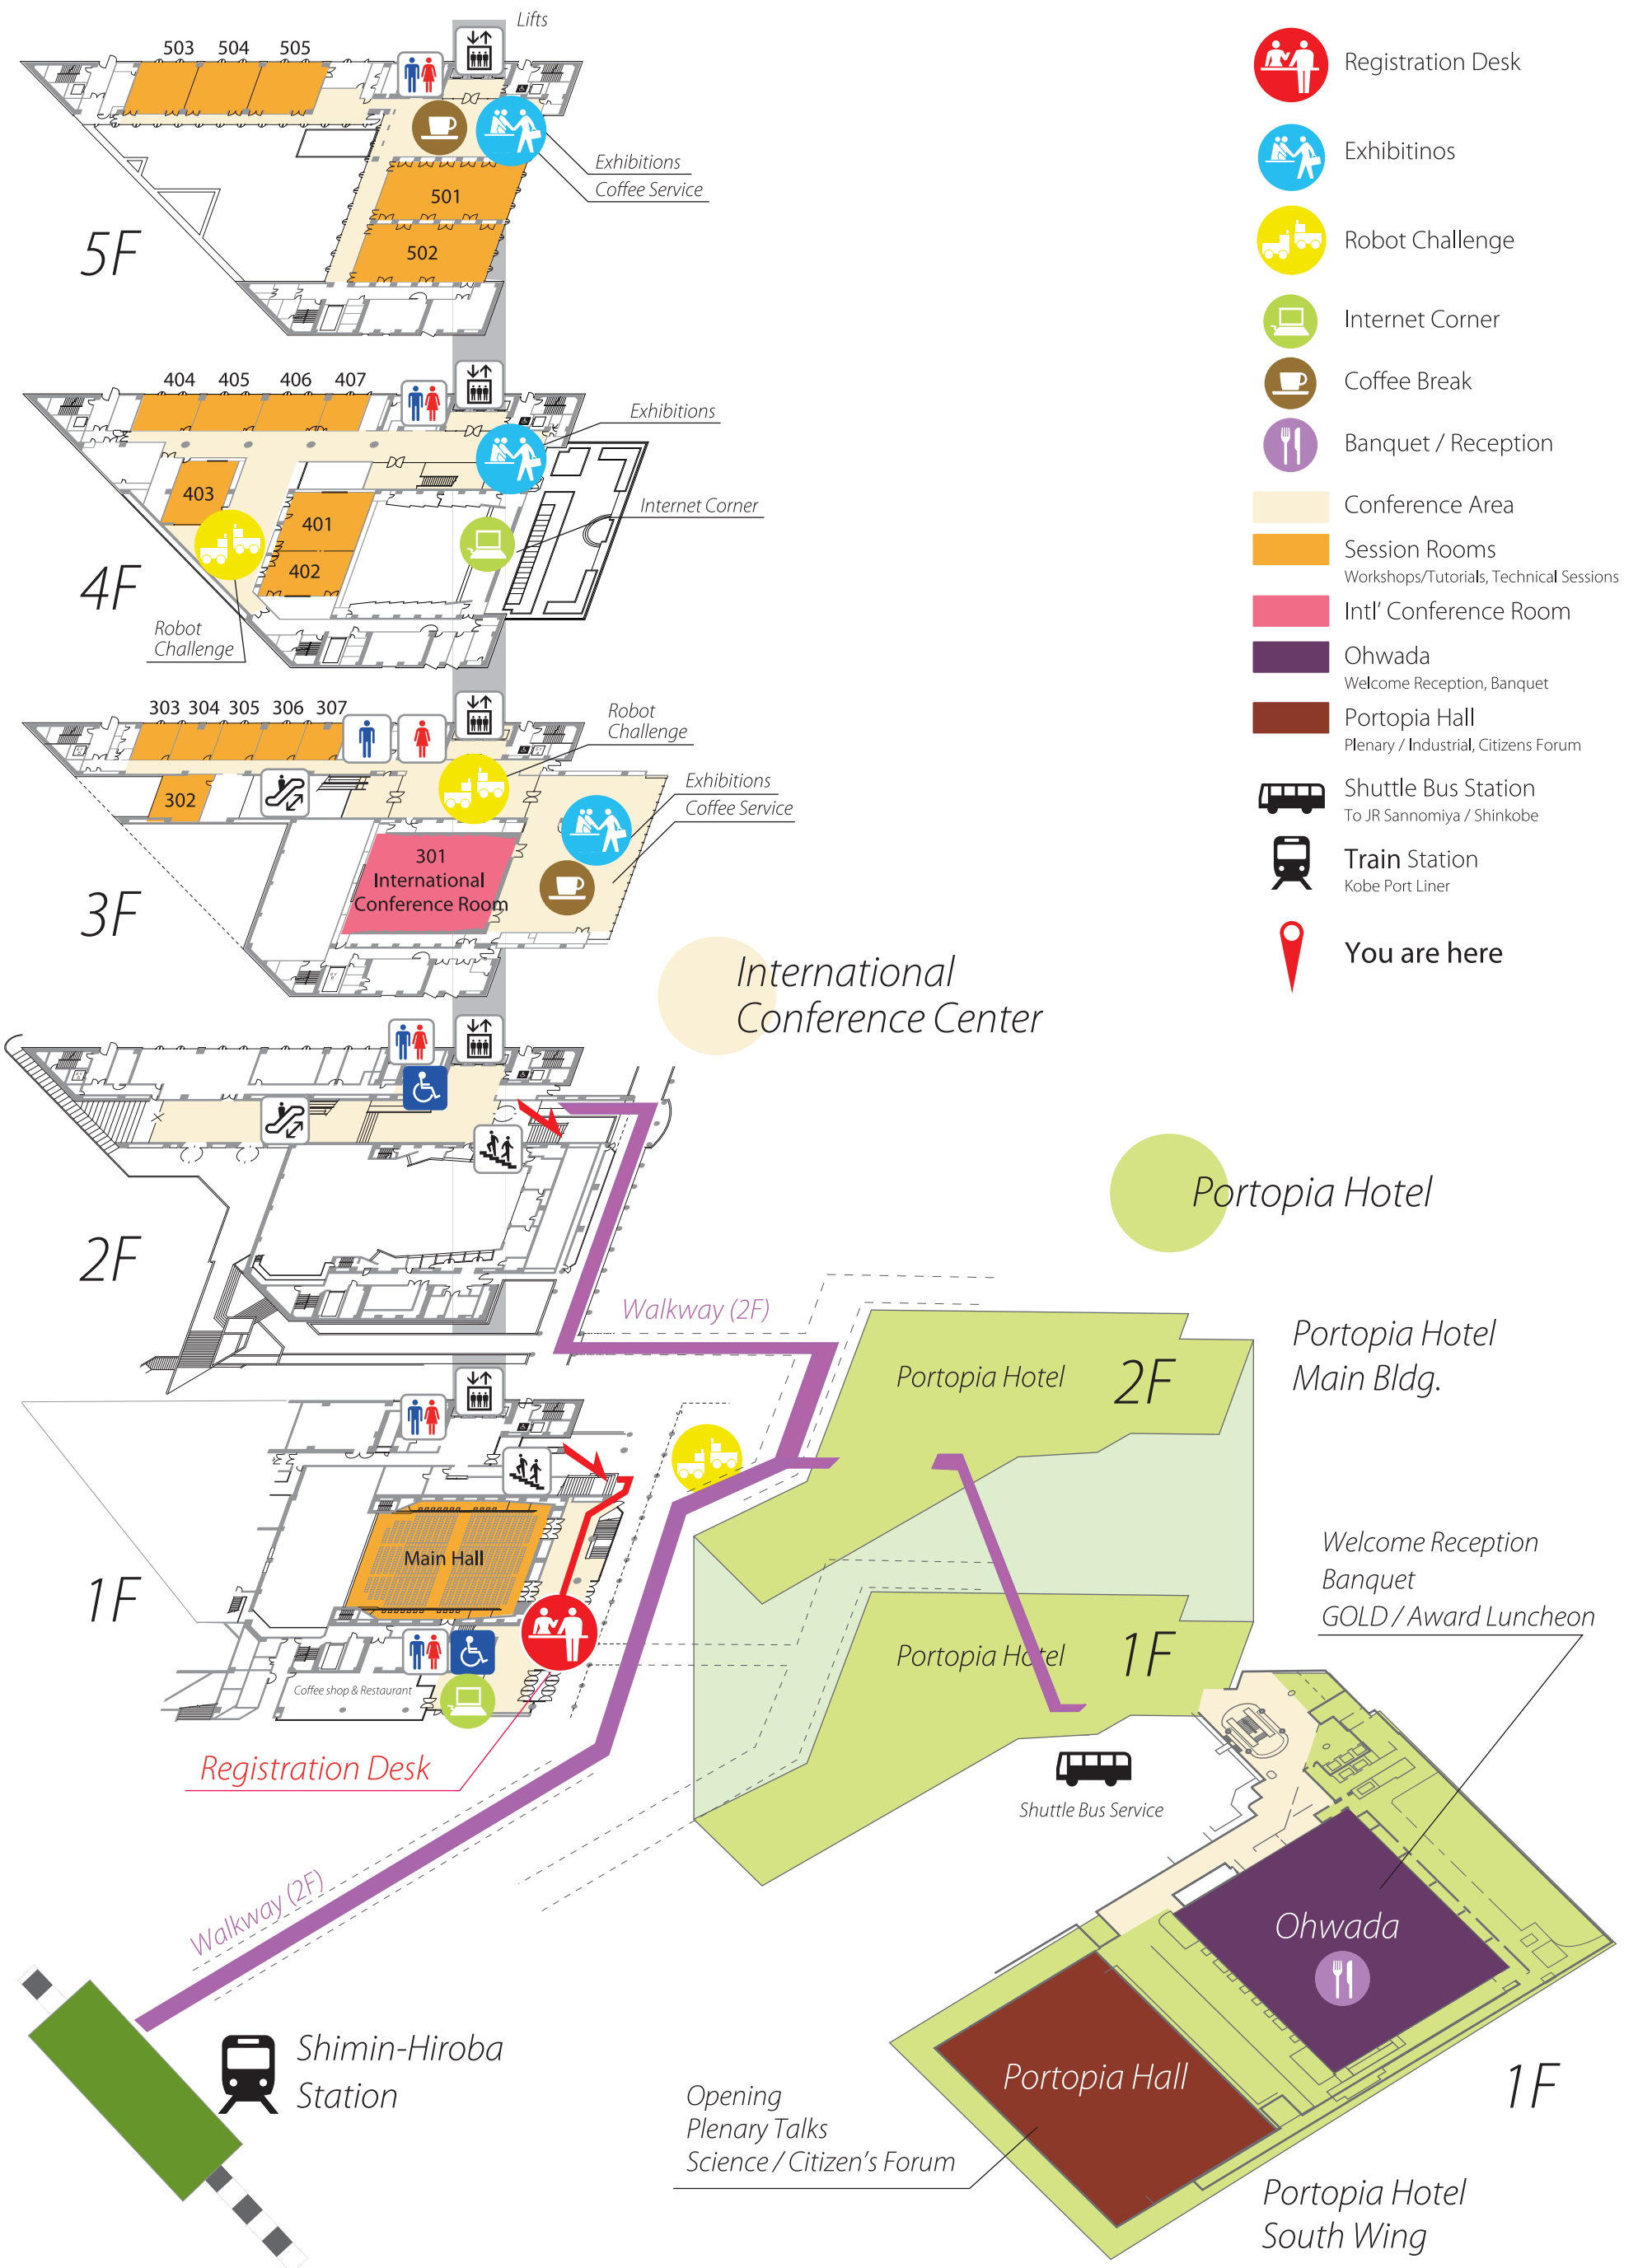 Lifts
503 504 505
Exhibitions
Coffee Service
501
502
5F
404 405 406 407
Exhibitions
403
401
402
Internet Corner
4F
Robot
Challenge
303 304 305 306 307
Robot
Challenge
302
Exhibitions
Coffee Service
301
International
Conference Room
3F
International
Conference Center
2F
Walkway (2F)
Portopia Hotel
Portopia Hotel 2F
Portopia Hotel
Main Bldg.
Main Hall
1F
Coffee shop & Restaurant
Registration Desk
Portopia Hotel 1F
Shuttle Bus Service
Welcome Reception
Banquet
GOLD / Award Luncheon
Walkway (2F)
Ohwada
Shimin-Hiroba
Station
Portopia Hall
1F
Opening
Plenary Talks
Science / Citizen's Forum
Portopia Hotel
South Wing
Registration Desk
Exhibitinos
Robot Challenge
Internet Corner
Coffee Break
Banquet / Reception
Conference Area
Session Rooms
Workshops/Tutorials, Technical Sessions
Intl' Conference Room
Ohwada
Welcome Reception, Banquet
Portopia Hall
Plenary / Industrial, Citizens Forum
Shuttle Bus Station
To JR Sannomiya / Shinkobe
Train Station
Kobe Port Liner
You are here